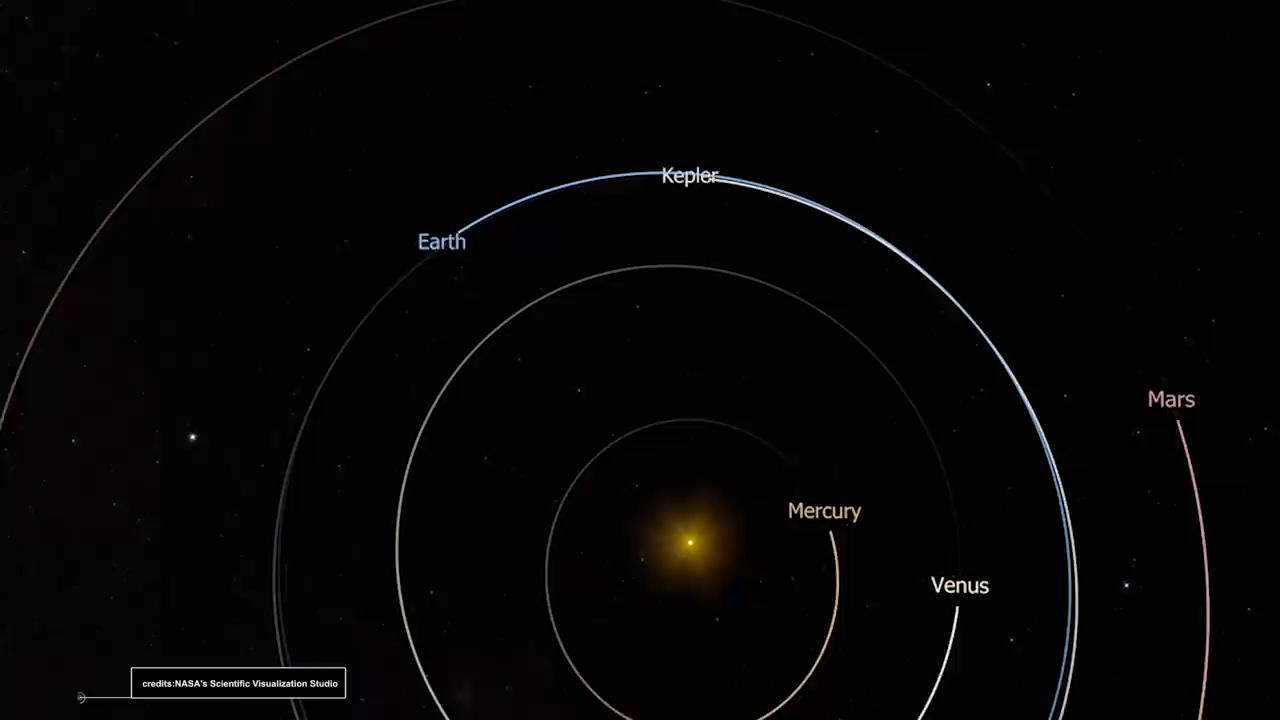 Kepler
Earth
Mars
Mercury
Venus
credits:NASA's Scientific Visualization Studio